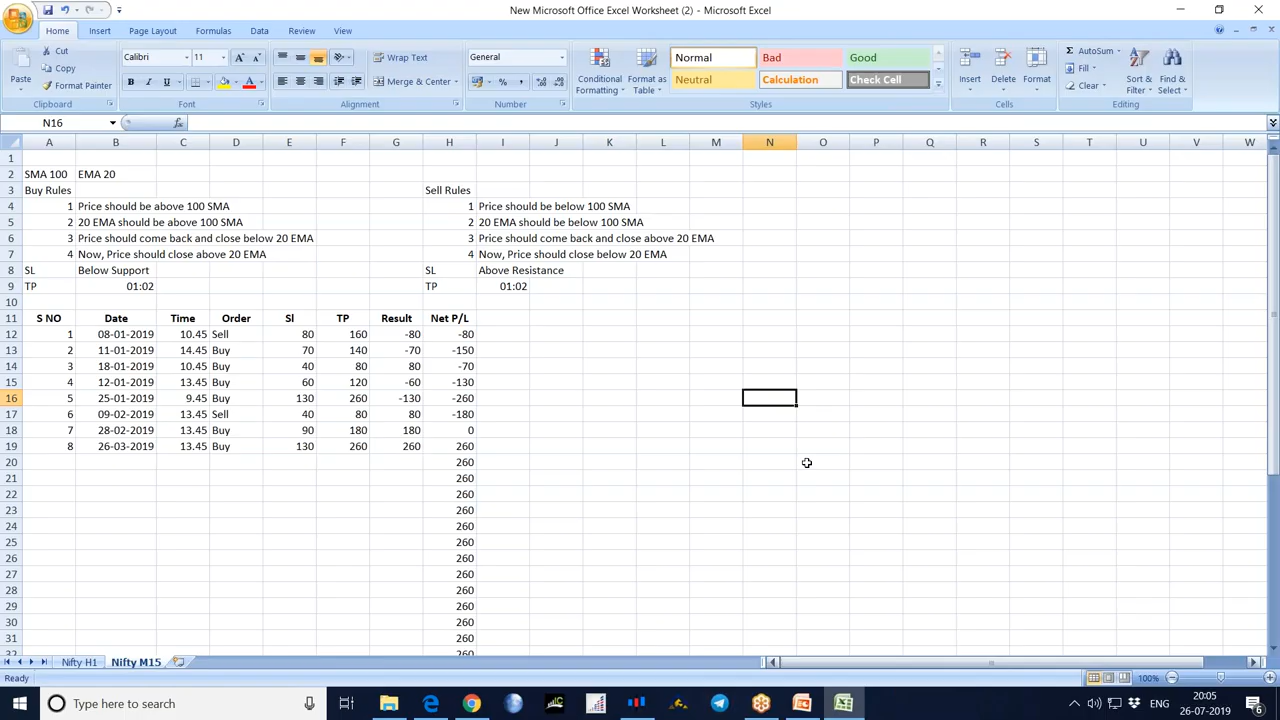 New Microsoft Office Excel Worksheet (2) - Microsoft Excel
Home Insert Page Layout Formulas Data Review View
Cut
Copy
Format Painter
Paste
Clipboard
Calibri 11
B I U
Font
Wrap Text
Merge & Center
Alignment
General
% ,
Number
Conditional Formatting
Format as Table
Normal Bad Good
Neutral Calculation Check Cell
Styles
Insert Delete Format
Cells
AutoSum
Fill
Clear
Sort & Filter
Find & Select
Editing
N16 fx
A B C D E F G H I J K L M N O P Q R S T U V W
1
2 SMA 100 EMA 20
3 Buy Rules Sell Rules
4 1 Price should be above 100 SMA 1 Price should be below 100 SMA
5 2 20 EMA should be above 100 SMA 2 20 EMA should be below 100 SMA
6 3 Price should come back and close below 20 EMA 3 Price should come back and close above 20 EMA
7 4 Now, Price should close above 20 EMA 4 Now, Price should close below 20 EMA
8 SL Below Support SL Above Resistance
9 TP 01:02 TP 01:02
10
11 S NO Date Time Order Sl TP Result Net P/L
12 1 08-01-2019 10.45 Sell 80 160 -80 -80
13 2 11-01-2019 14.45 Buy 70 140 -70 -150
14 3 18-01-2019 10.45 Buy 40 80 80 -70
15 4 12-01-2019 13.45 Buy 60 120 -60 -130
16 5 25-01-2019 9.45 Buy 130 260 -130 -260
17 6 09-02-2019 13.45 Sell 40 80 80 -180
18 7 28-02-2019 13.45 Buy 90 180 180 0
19 8 26-03-2019 13.45 Buy 130 260 260 260
20 260
21 260
22 260
23 260
24 260
25 260
26 260
27 260
28 260
29 260
30 260
31 260
32 260
Nifty H1 Nifty M15
Ready 100%
Type here to search
ENG
20:05
26-07-2019
6